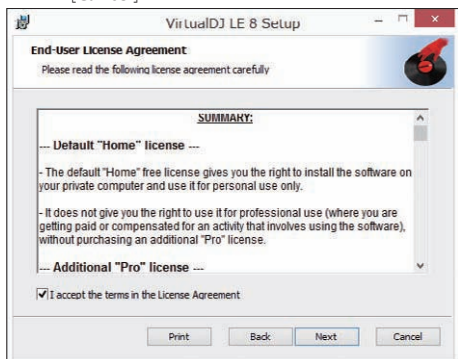 VirtualDJ LE 8 Setup
End-User License Agreement
Please read the following license agreement carefully
SUMMARY:
--- Default "Home" license ---
- The default "Home" free license gives you the right to install the software on
your private computer and use it for personal use only.
- It does not give you the right to use it for professional use (where you are
getting paid or compensated for an activity that involves using the software),
without purchasing an additional "Pro" license.
--- Additional "Pro" license ---
I accept the terms in the License Agreement
Print Back Next Cancel